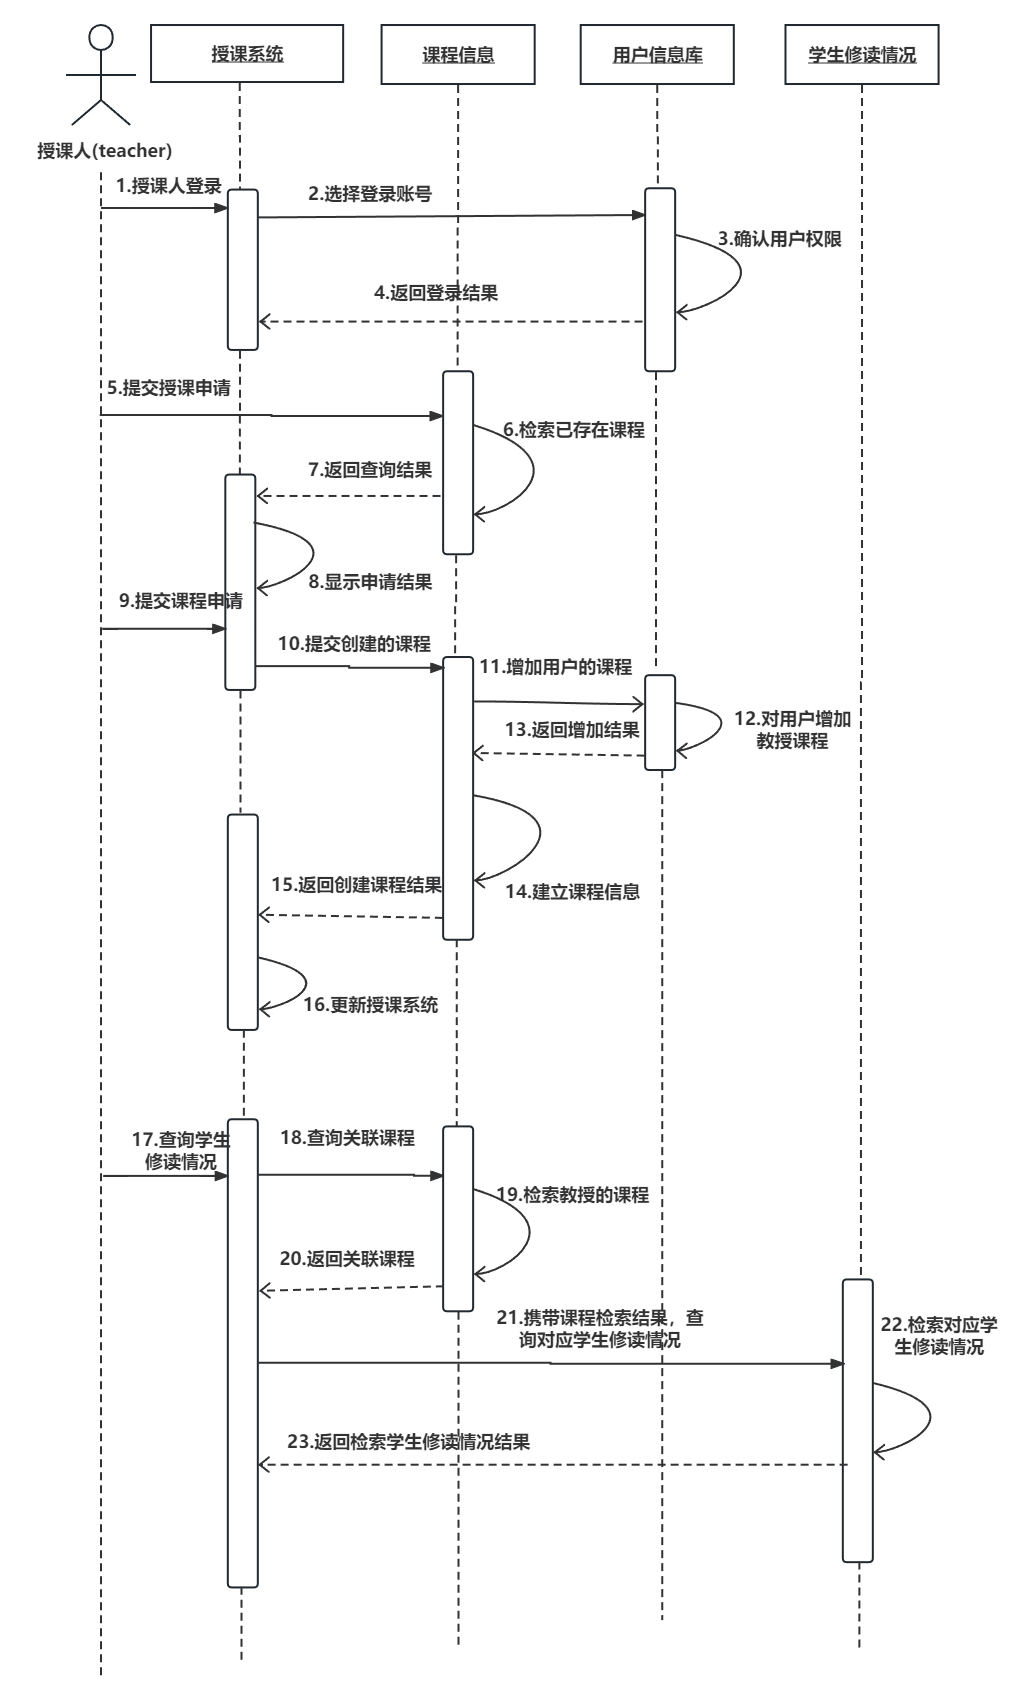 授课系统
课程信息
用户信息库
学生修读情况
授课人(teacher)
1.授课人登录
2.选择登录账号
3.确认用户权限
4.返回登录结果
5.提交授课申请
6.检索已存在课程
7.返回查询结果
8.显示申请结果
9.提交课程申请
10.提交创建的课程
11.增加用户的课程
12.对用户增加
教授课程
13.返回增加结果
14.建立课程信息
15.返回创建课程结果
16.更新授课系统
17.查询学生
修读情况
18.查询关联课程
19.检索教授的课程
20.返回关联课程
21.携带课程检索结果，查
询对应学生修读情况
22.检索对应学
生修读情况
23.返回检索学生修读情况结果